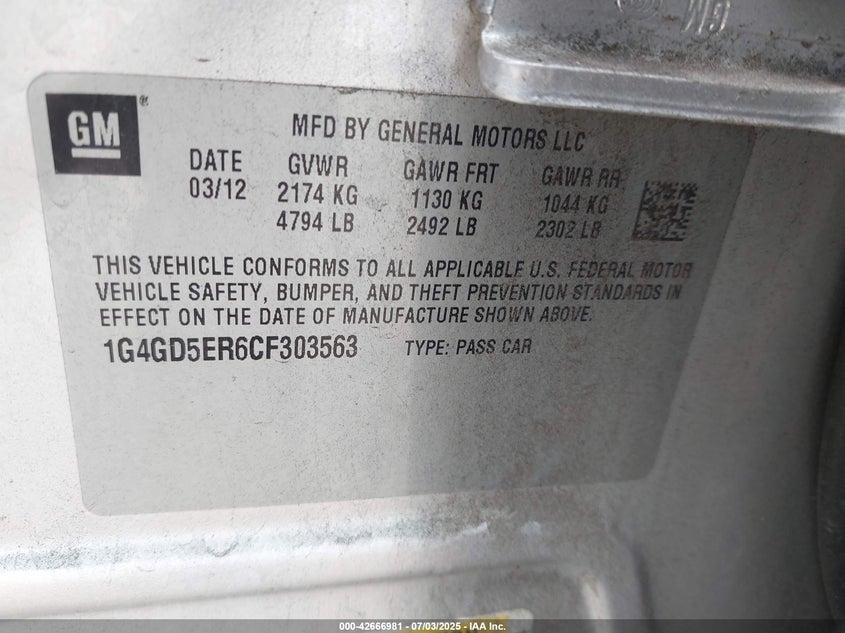 GM
GM®
MFD BY GENERAL MOTORS LLC
DATE GVWR GAWR FRT GAWR RR
03/12 2174 KG 1130 KG 1044 KG
4794 LB 2492 LB 2302 LB
THIS VEHICLE CONFORMS TO ALL APPLICABLE U.S. FEDERAL MOTOR
VEHICLE SAFETY, BUMPER, AND THEFT PREVENTION STANDARDS IN
EFFECT ON THE DATE OF MANUFACTURE SHOWN ABOVE.
1G4GD5ER6CF303563 TYPE: PASS CAR
000-42666981 - 07/03/2025 - IAA Inc.